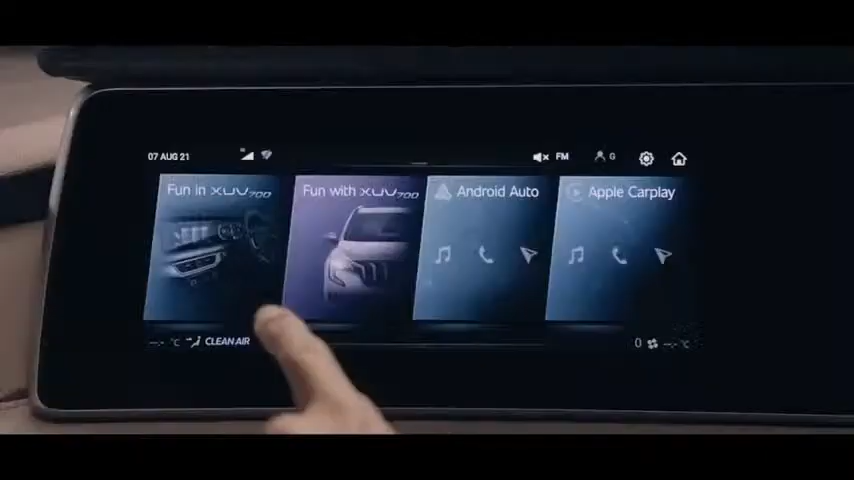 07 AUG 21
FM
G
Fun in XUV700
Fun with XUV700
Android Auto
Apple Carplay
--.- °C
CLEAN AIR
0
--.- °C